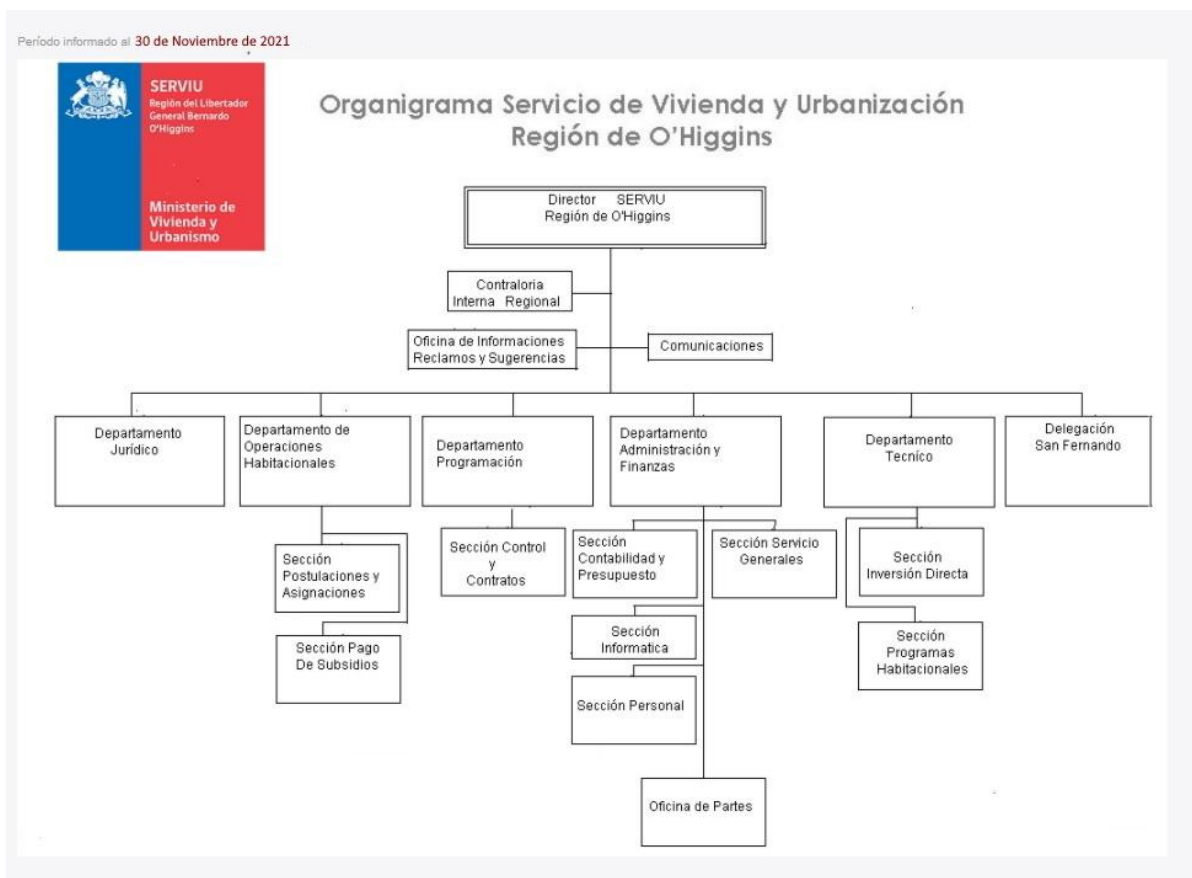 Período informado al 30 de Noviembre de 2021
SERVIU
Región del Libertador
General Bernardo
O'Higgins
Ministerio de
Vivienda y
Urbanismo
Organigrama Servicio de Vivienda y Urbanización
Región de O'Higgins
Director SERVIU
Región de O'Higgins
Contraloria
Interna Regional
Oficina de Informaciones
Reclamos y Sugerencias
Comunicaciones
Departamento
Jurídico
Departamento de
Operaciones
Habitacionales
Departamento
Programación
Departamento
Administración y
Finanzas
Departamento
Tecníco
Delegación
San Fernando
Sección
Postulaciones y
Asignaciones
Sección Pago
De Subsidios
Sección Control
y
Contratos
Sección
Contabilidad y
Presupuesto
Sección Servicio
Generales
Sección
Informatica
Sección Personal
Oficina de Partes
Sección
Inversión Directa
Sección
Programas
Habitacionales